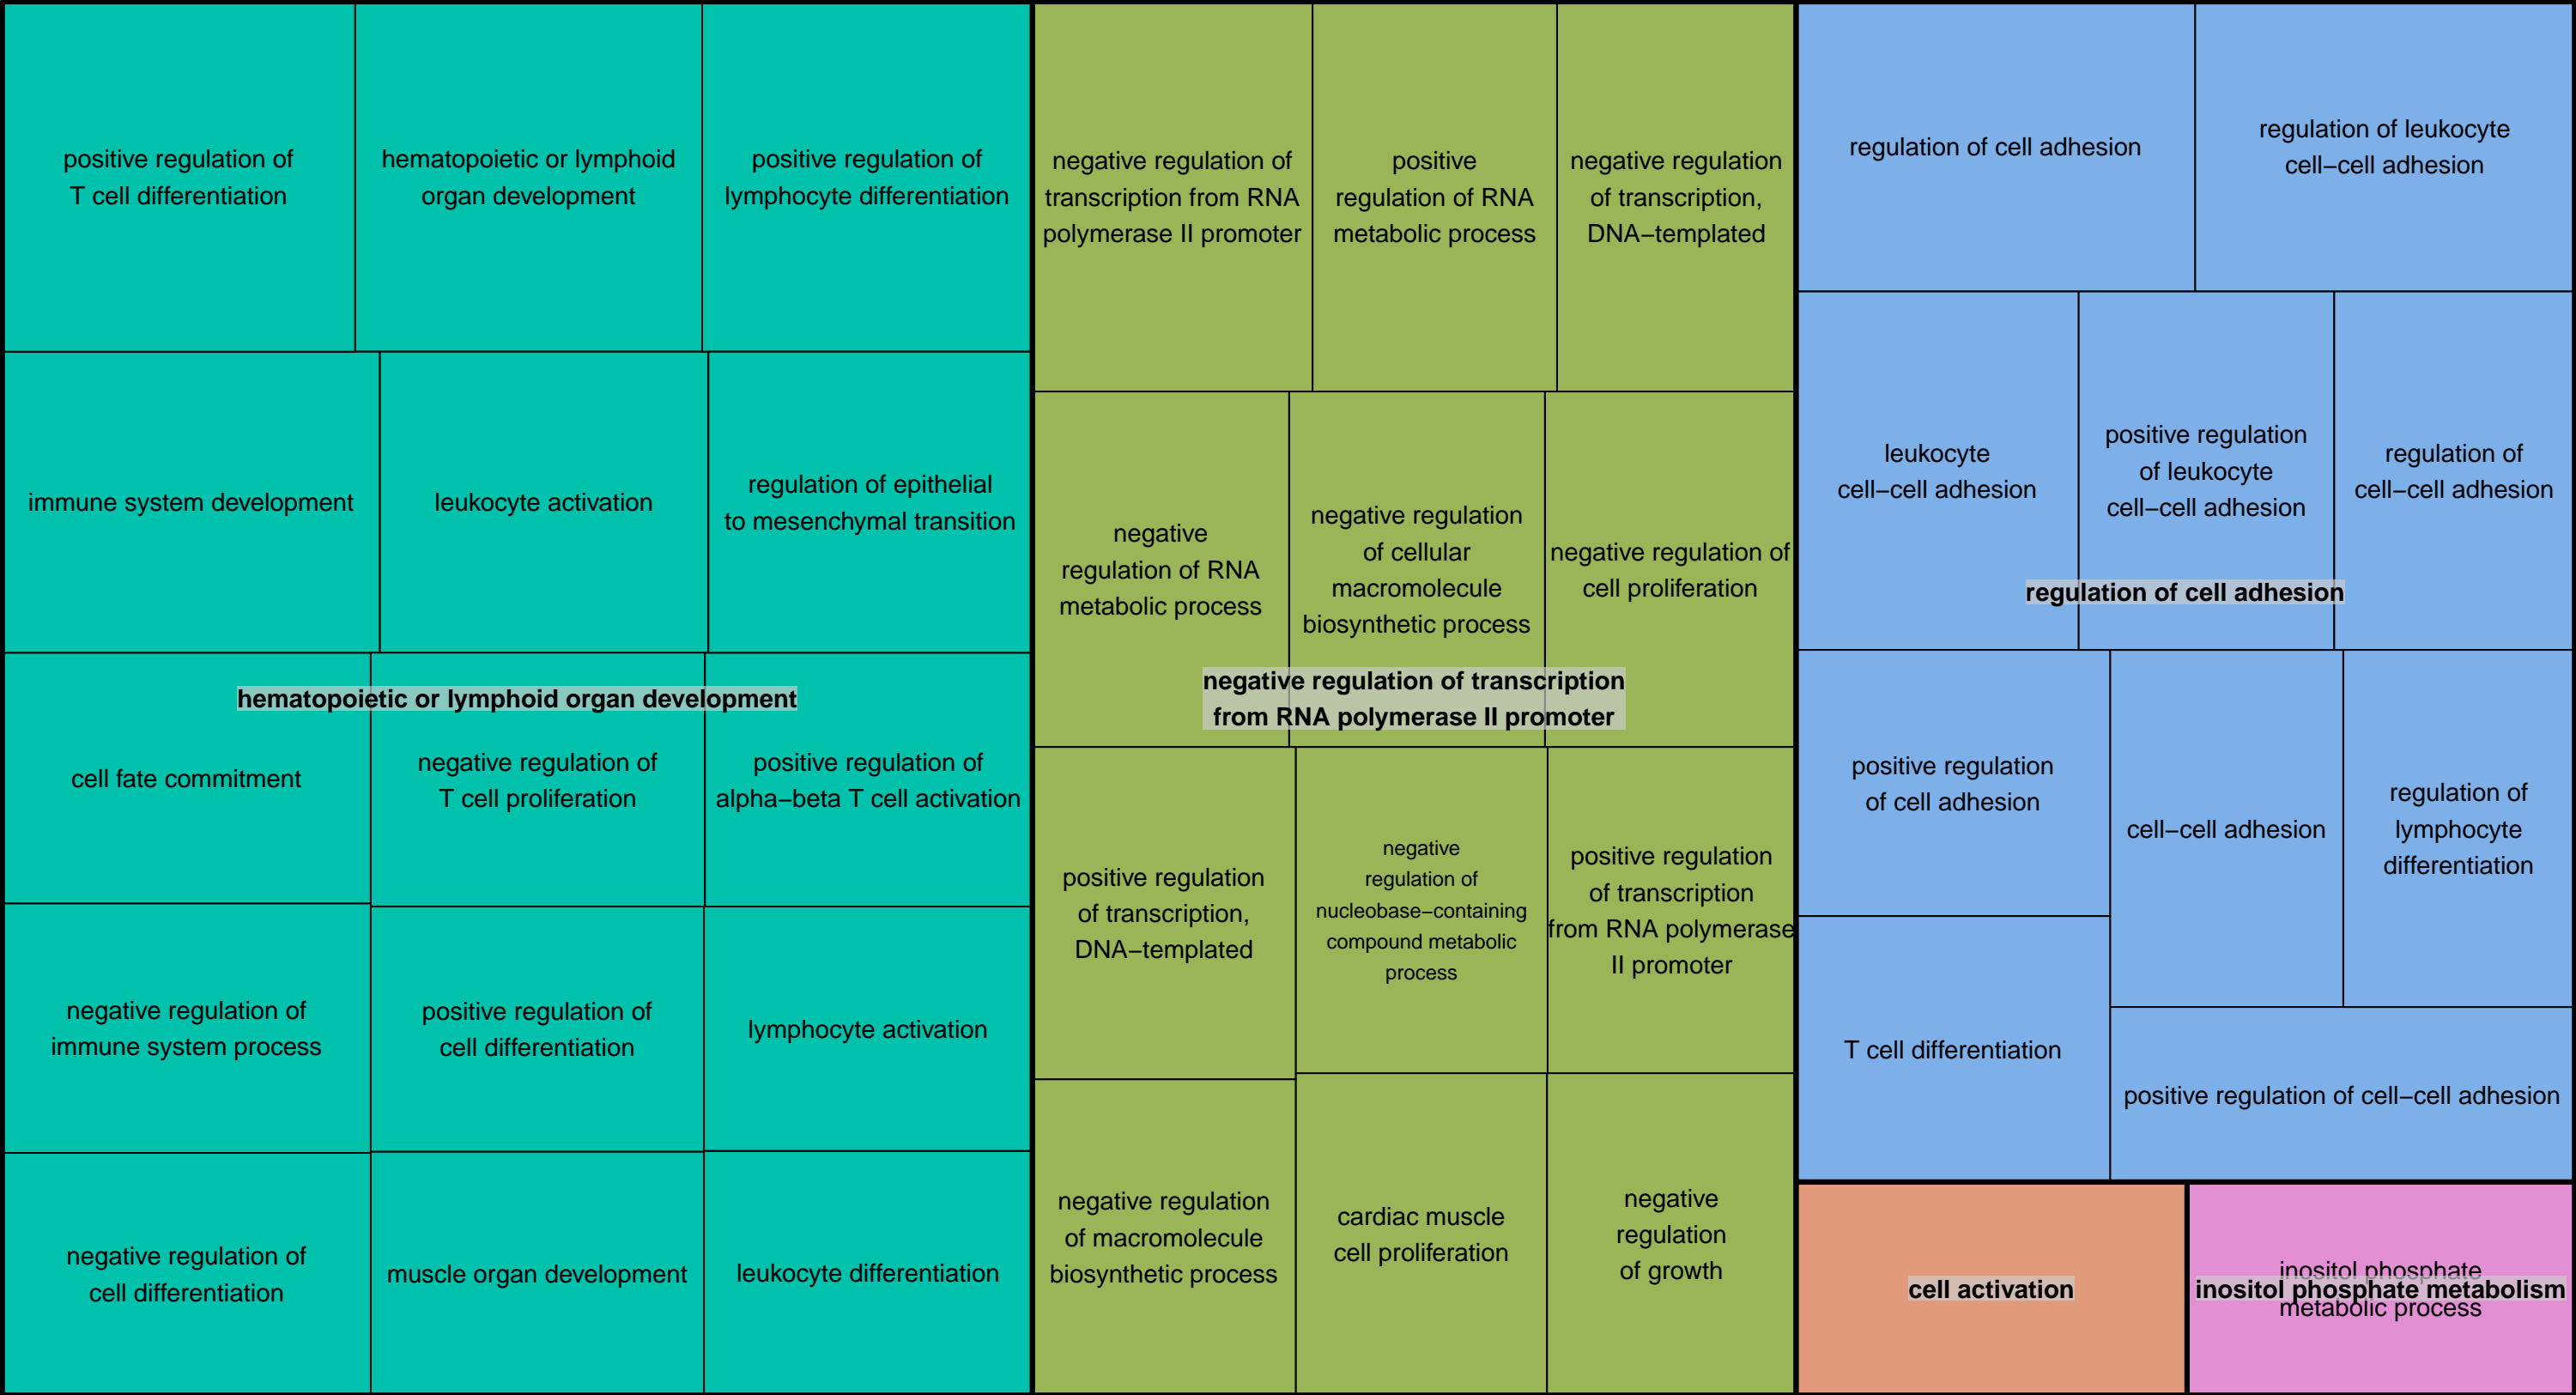 positive regulation of
T cell differentiation
hematopoietic or lymphoid
organ development
positive regulation of
lymphocyte differentiation
immune system development
leukocyte activation
regulation of epithelial
to mesenchymal transition
hematopoietic or lymphoid organ development
cell fate commitment
negative regulation of
T cell proliferation
positive regulation of
alpha−beta T cell activation
negative regulation of
immune system process
positive regulation of
cell differentiation
lymphocyte activation
negative regulation of
cell differentiation
muscle organ development
leukocyte differentiation
negative regulation of
transcription from RNA
polymerase II promoter
positive
regulation of RNA
metabolic process
negative regulation
of transcription,
DNA−templated
negative
regulation of RNA
metabolic process
negative regulation
of cellular
macromolecule
biosynthetic process
negative regulation of
cell proliferation
negative regulation of transcription
from RNA polymerase II promoter
positive regulation
of transcription,
DNA−templated
negative
regulation of
nucleobase−containing
compound metabolic
process
positive regulation
of transcription
from RNA polymerase
II promoter
negative regulation
of macromolecule
biosynthetic process
cardiac muscle
cell proliferation
negative
regulation
of growth
regulation of cell adhesion
regulation of leukocyte
cell−cell adhesion
leukocyte
cell−cell adhesion
positive regulation
of leukocyte
cell−cell adhesion
regulation of
cell−cell adhesion
regulation of cell adhesion
positive regulation
of cell adhesion
cell−cell adhesion
regulation of
lymphocyte
differentiation
T cell differentiation
positive regulation of cell−cell adhesion
cell activation
inositol phosphate
inositol phosphate metabolism
metabolic process